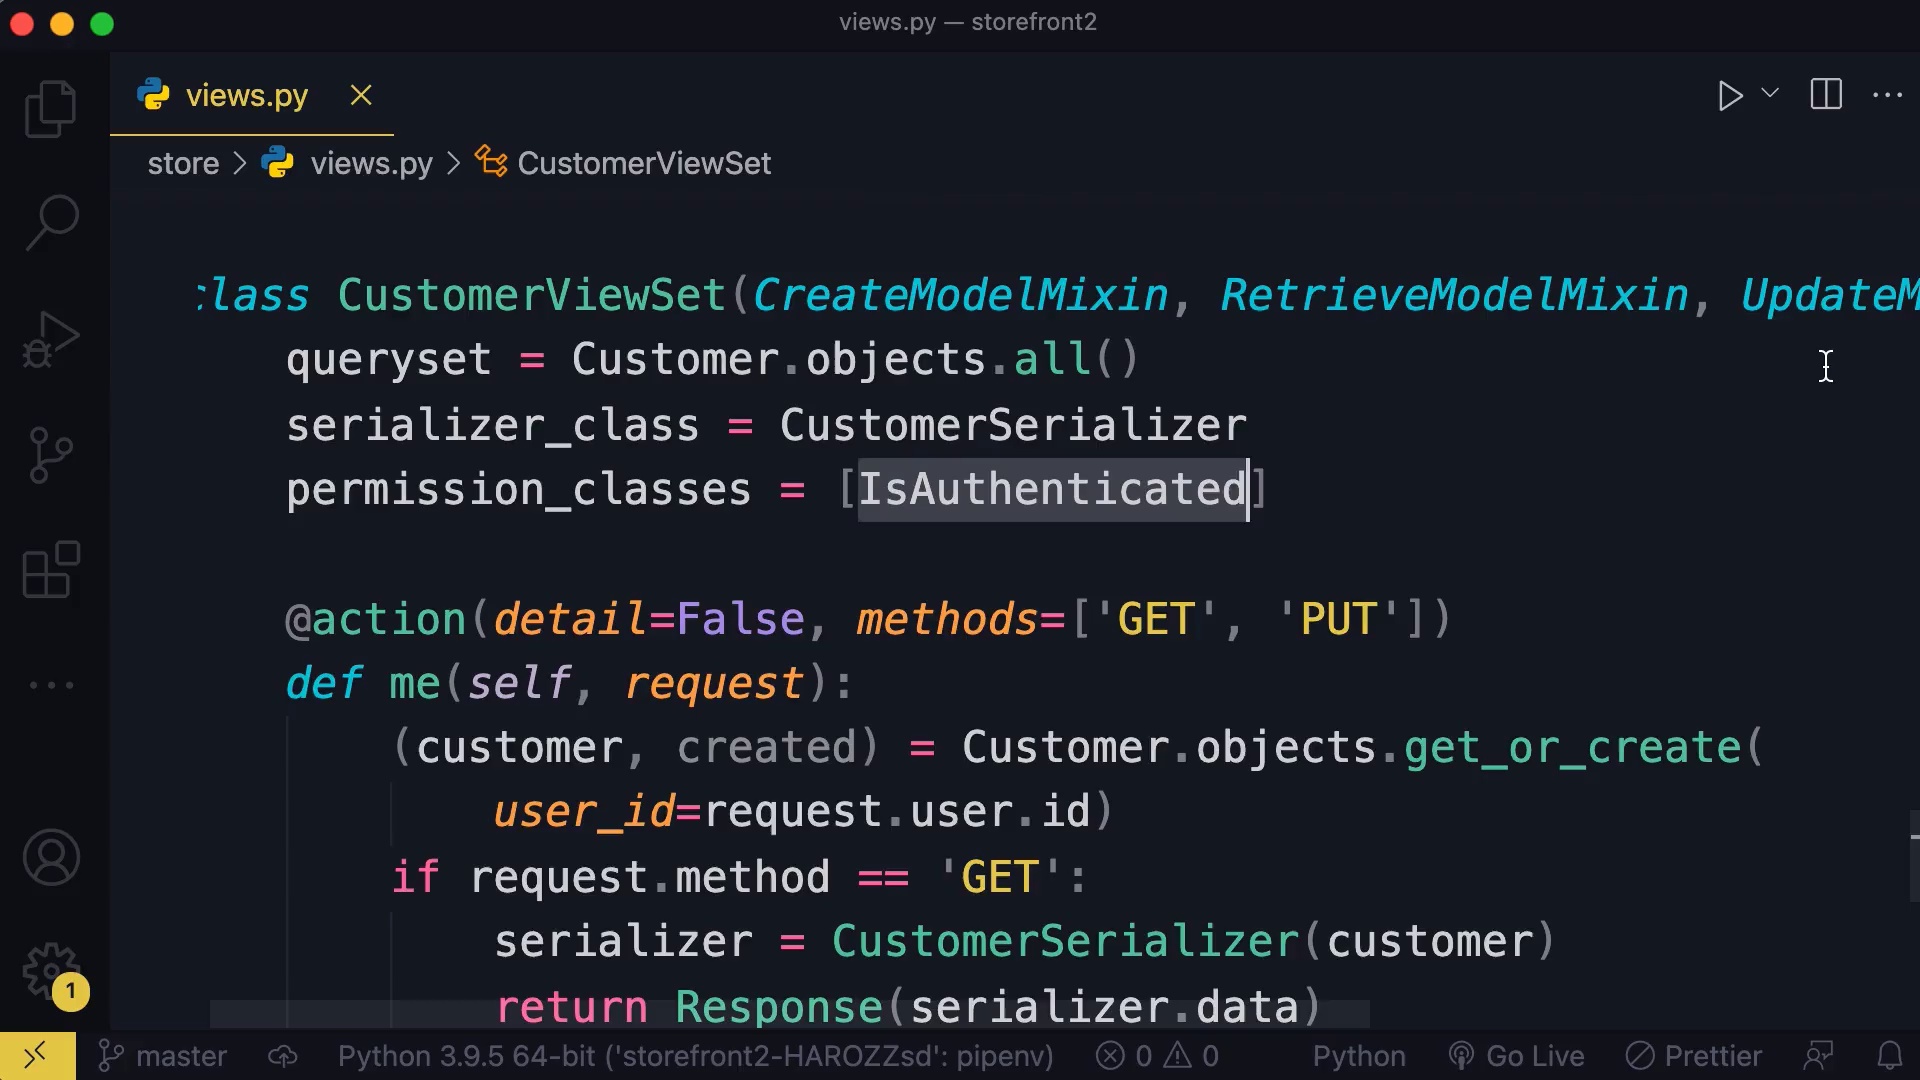 views.py — storefront2
views.py
store > views.py > CustomerViewSet
class CustomerViewSet(CreateModelMixin, RetrieveModelMixin, UpdateM
queryset = Customer.objects.all()
serializer_class = CustomerSerializer
permission_classes = [IsAuthenticated]
@action(detail=False, methods=['GET', 'PUT'])
def me(self, request):
(customer, created) = Customer.objects.get_or_create(
user_id=request.user.id)
if request.method == 'GET':
serializer = CustomerSerializer(customer)
return Response(serializer.data)
1
master Python 3.9.5 64-bit ('storefront2-HAROZZsd': pipenv) 0 0 Python Go Live Prettier